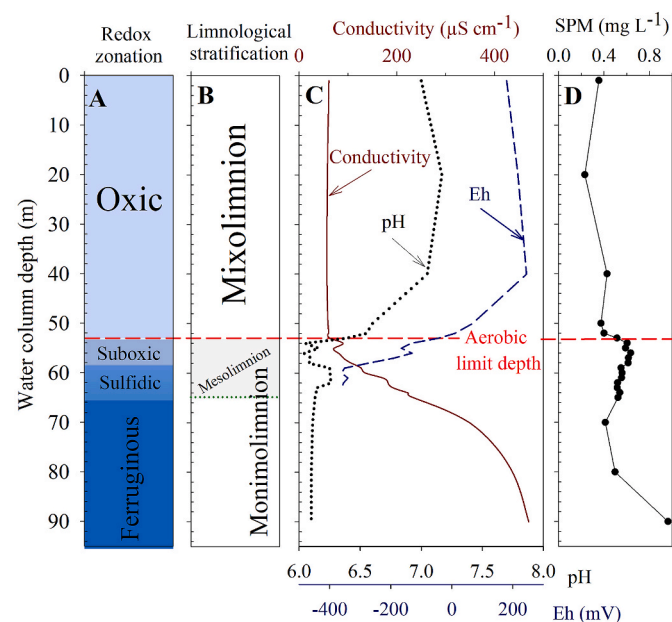 Redox
zonation
Limnological
stratification
Conductivity (µS cm-1)
SPM (mg L-1)
0 200 400
0.0 0.4 0.8
0
10
20
30
40
50
60
70
80
90
Water column depth (m)
A
B
C
D
Oxic
Suboxic
Sulfidic
Ferruginous
Mixolimnion
Mesolimnnion
Monimolimnion
Conductivity
pH
Eh
Aerobic
limit depth
6.0 6.5 7.0 7.5 8.0
pH
-400 -200 0 200
Eh (mV)